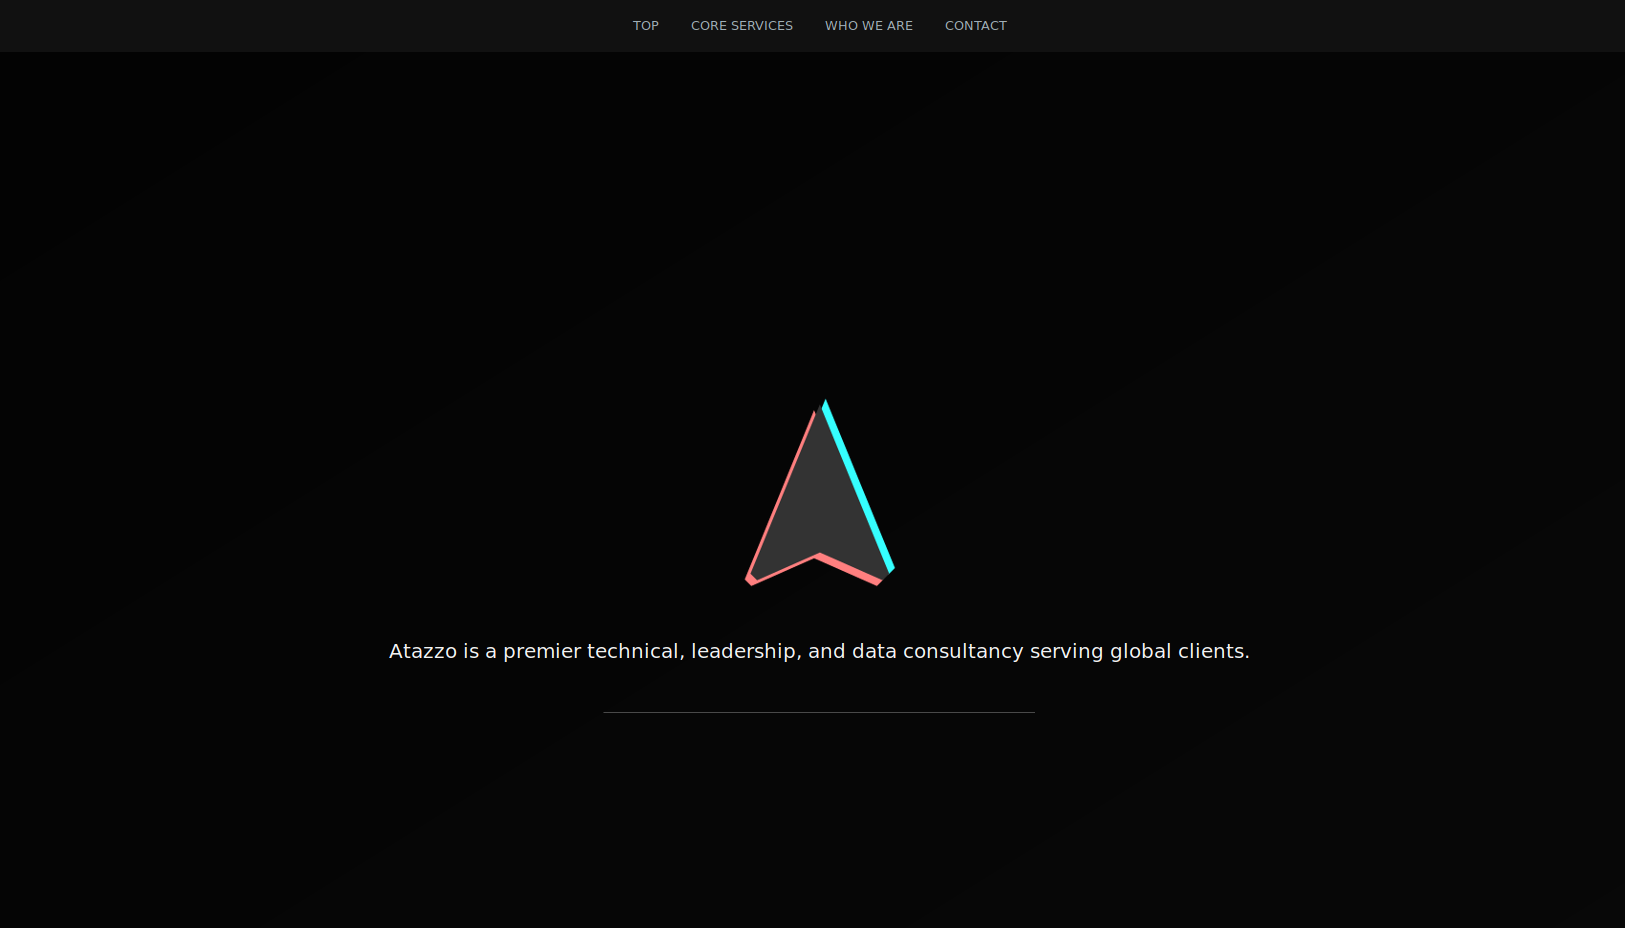 TOP CORE SERVICES WHO WE ARE CONTACT
Atazzo is a premier technical, leadership, and data consultancy serving global clients.